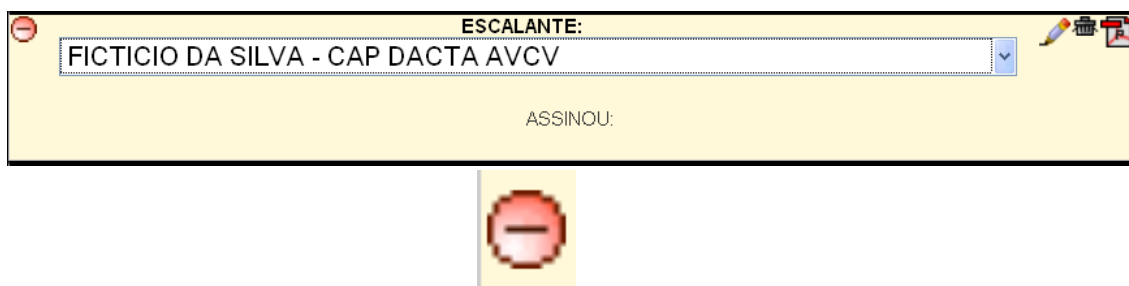 ESCALANTE:
FICTICIO DA SILVA - CAP DACTA AVCV
ASSINOU: